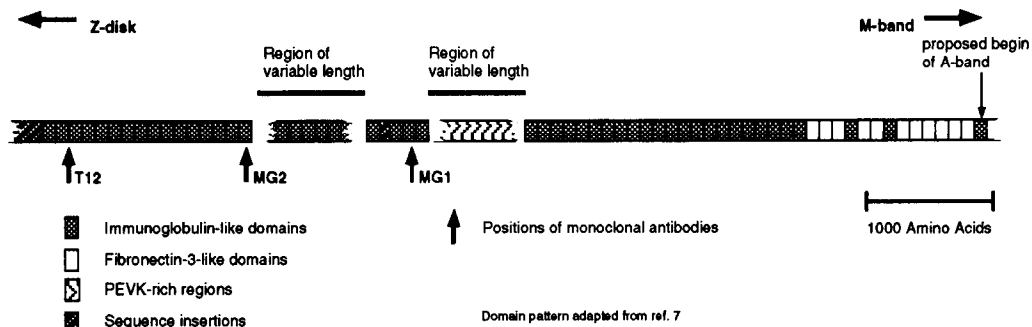 Z-disk
M-band
proposed begin
of A-band
Region of
variable length
Region of
variable length
T12
MG2
MG1
1000 Amino Acids
Immunoglobulin-like domains
Positions of monoclonal antibodies
Fibronectin-3-like domains
PEVK-rich regions
Sequence insertions
Domain pattern adapted from ref. 7